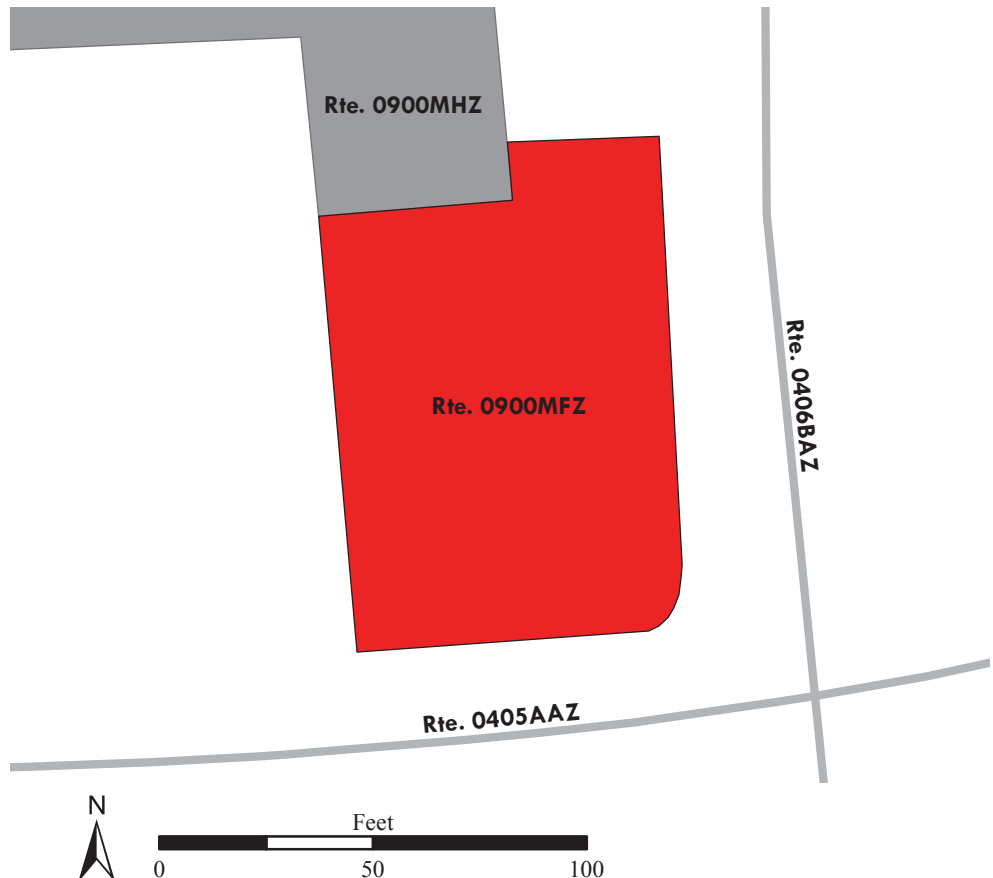 Rte. 0900MHZ
Rte. 0406BAZ
Rte. 0900MFZ
Rte. 0405AAZ
N
Feet
0 50 100